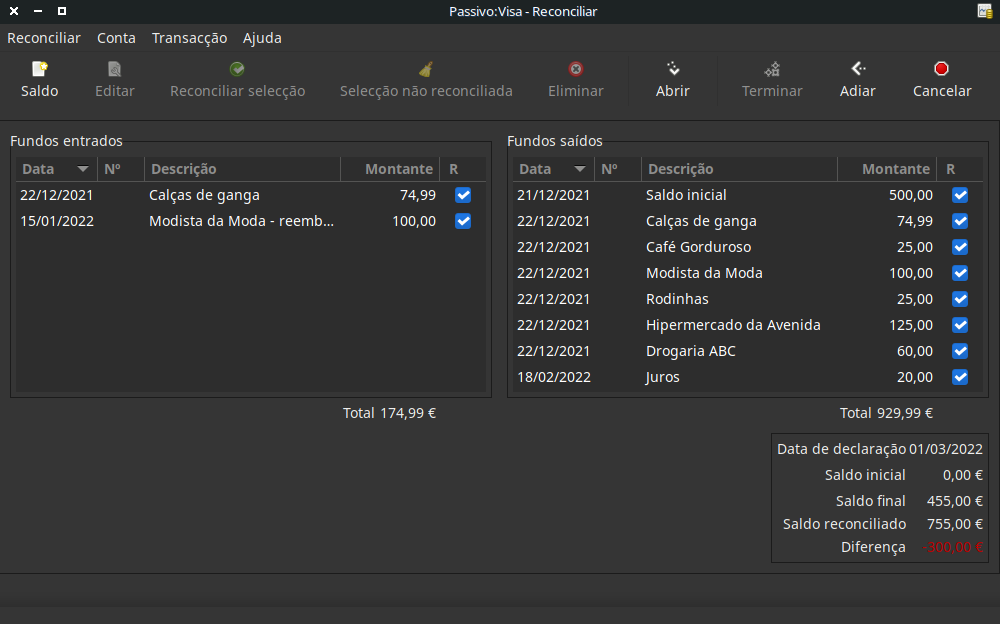 Passivo:Visa - Reconciliar
Reconciliar Conta Transacção Ajuda
Saldo Editar Reconciliar selecção Selecção não reconciliada Eliminar Abrir Terminar Adiar Cancelar
Fundos entrados
Data Nº Descrição Montante R
22/12/2021 Calças de ganga 74,99
15/01/2022 Modista da Moda - reemb... 100,00
Total 174,99 €
Fundos saídos
Data Nº Descrição Montante R
21/12/2021 Saldo inicial 500,00
22/12/2021 Calças de ganga 74,99
22/12/2021 Café Gorduroso 25,00
22/12/2021 Modista da Moda 100,00
22/12/2021 Rodinhas 25,00
22/12/2021 Hipermercado da Avenida 125,00
22/12/2021 Drogaria ABC 60,00
18/02/2022 Juros 20,00
Total 929,99 €
Data de declaração 01/03/2022
Saldo inicial 0,00 €
Saldo final 455,00 €
Saldo reconciliado 755,00 €
Diferença -300,00 €